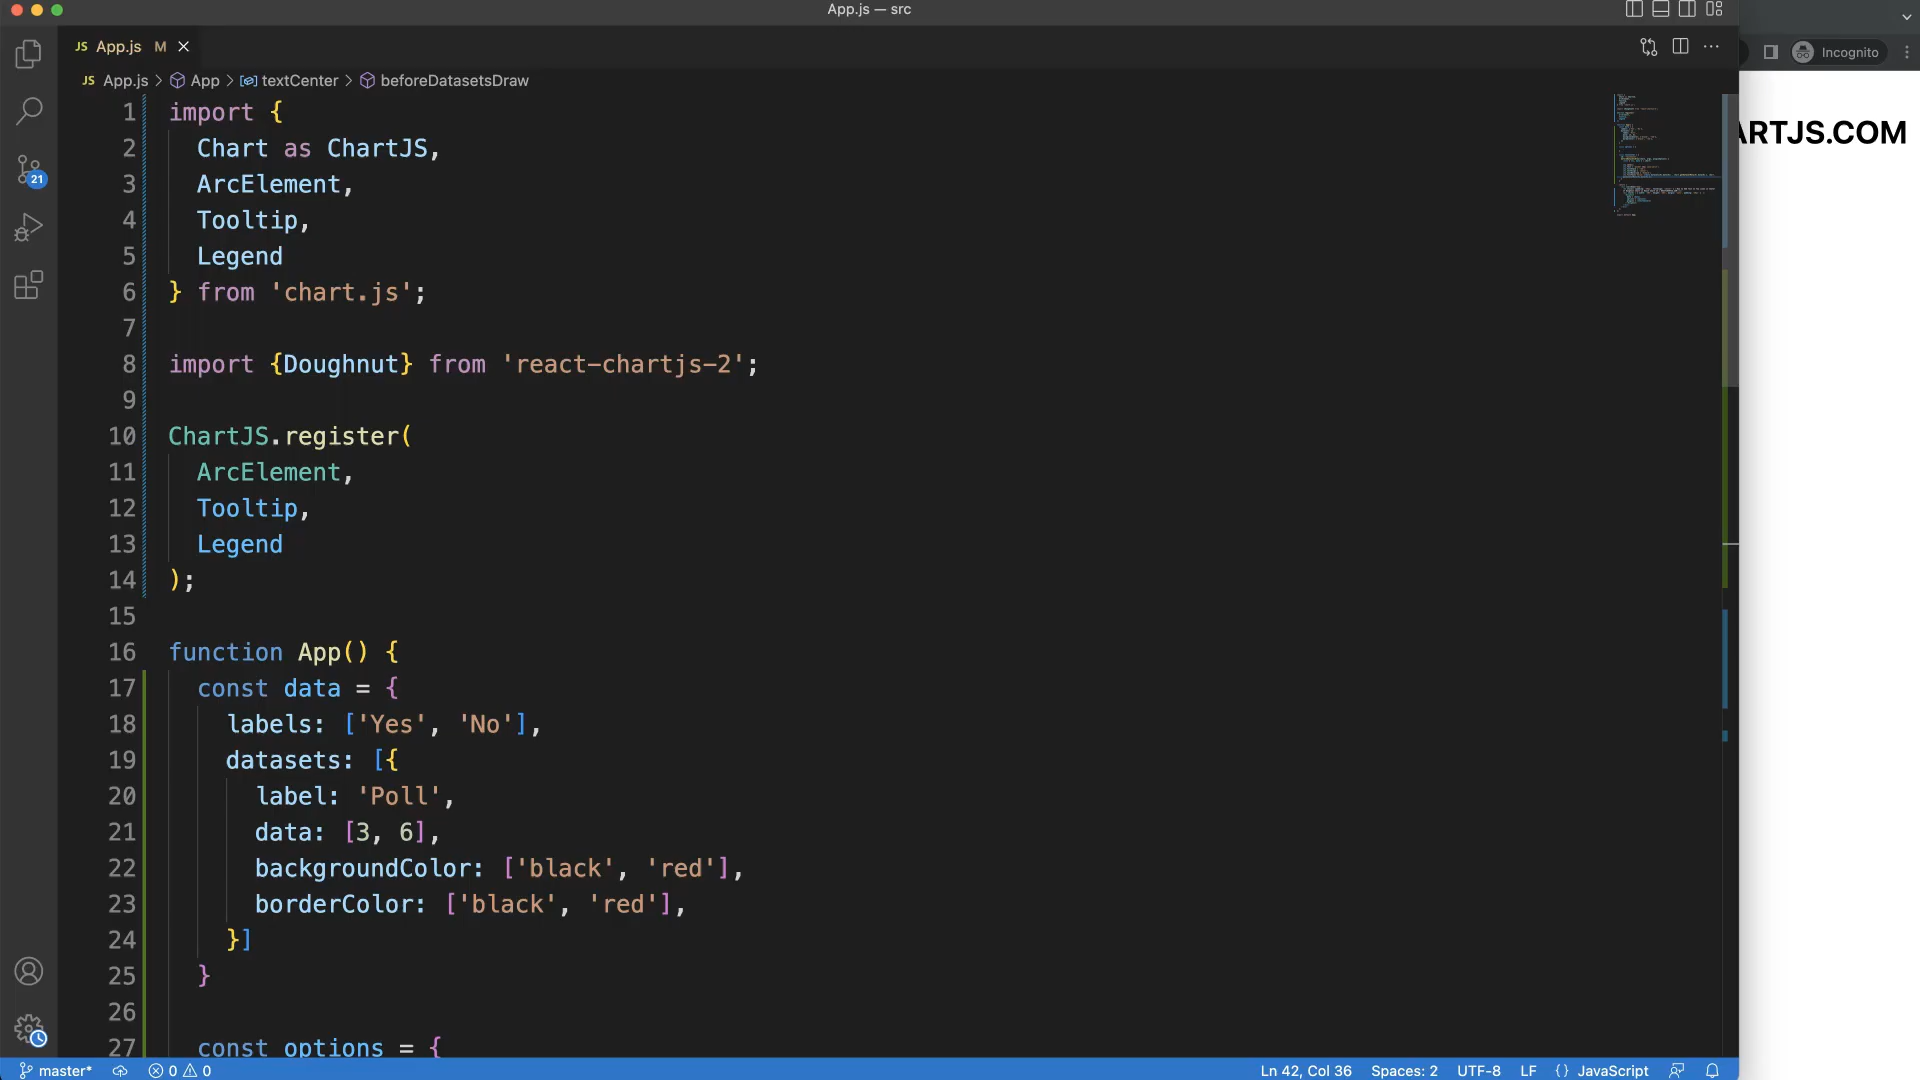 App.js — src
JS App.js M
Incognito
JS App.js > App > textCenter > beforeDatasetsDraw
ARTJS.COM
1 import {
2 Chart as ChartJS,
3 ArcElement,
4 Tooltip,
5 Legend
6 } from 'chart.js';
7
8 import {Doughnut} from 'react-chartjs-2';
9
10 ChartJS.register(
11 ArcElement,
12 Tooltip,
13 Legend
14 );
15
16 function App() {
17 const data = {
18 labels: ['Yes', 'No'],
19 datasets: [{
20 label: 'Poll',
21 data: [3, 6],
22 backgroundColor: ['black', 'red'],
23 borderColor: ['black', 'red'],
24 }]
25 }
26
27 const options = {
21
master* 0 0 Ln 42, Col 36 Spaces: 2 UTF-8 LF {} JavaScript